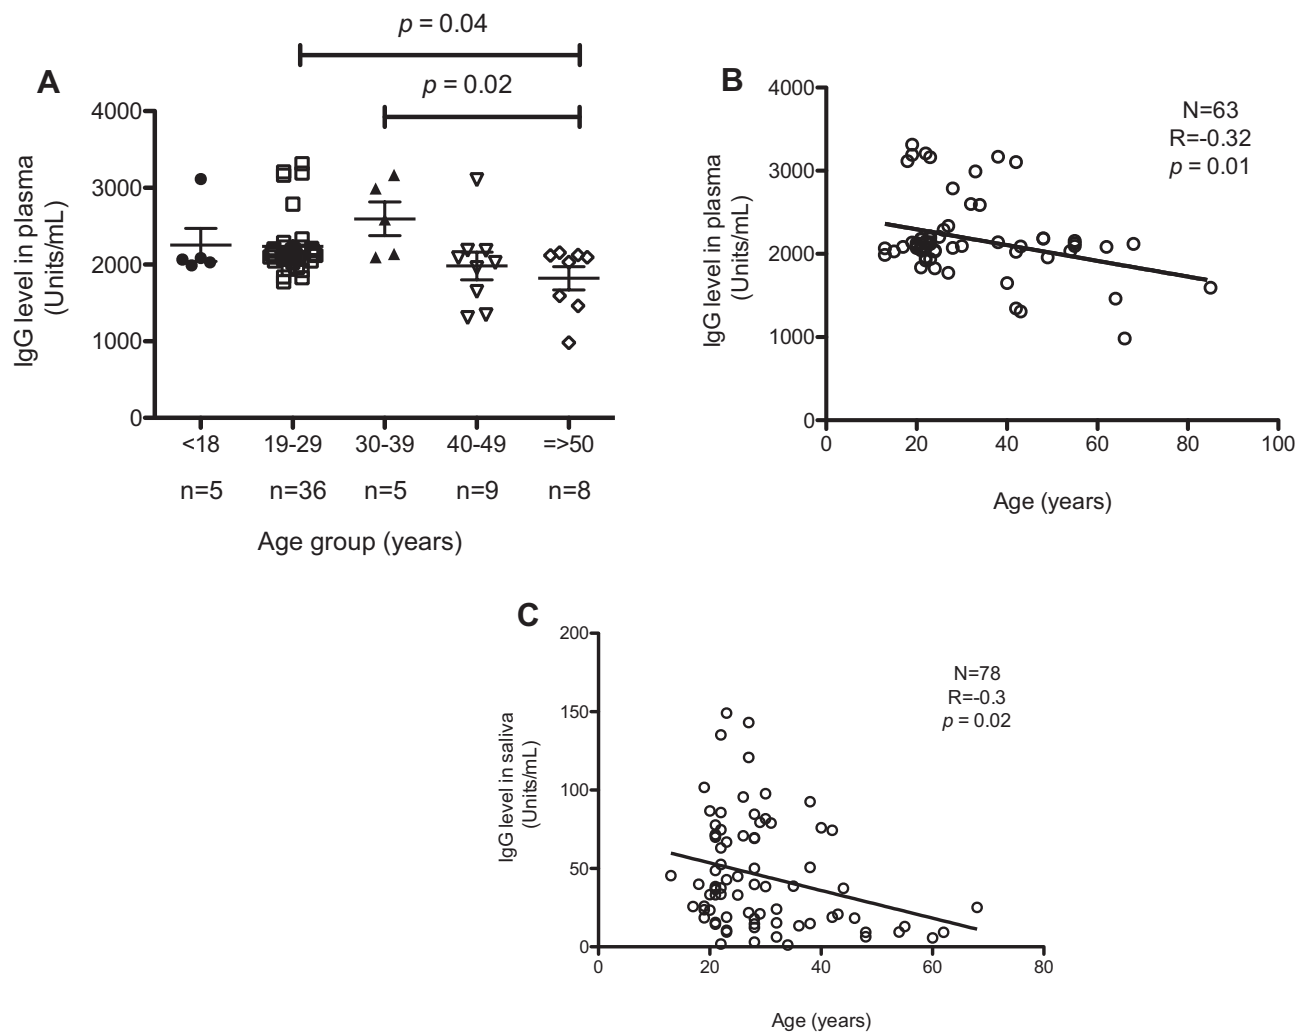 p = 0.04
A
p = 0.02
4000
3000
2000
1000
0
IgG level in plasma
(Units/mL)
<18 19-29 30-39 40-49 =>50
n=5 n=36 n=5 n=9 n=8
Age group (years)
B
N=63
R=-0.32
p = 0.01
4000
3000
2000
1000
0
IgG level in plasma
(Units/mL)
0 20 40 60 80 100
Age (years)
C
N=78
R=-0.3
p = 0.02
200
150
100
50
0
IgG level in saliva
(Units/mL)
0 20 40 60 80
Age (years)